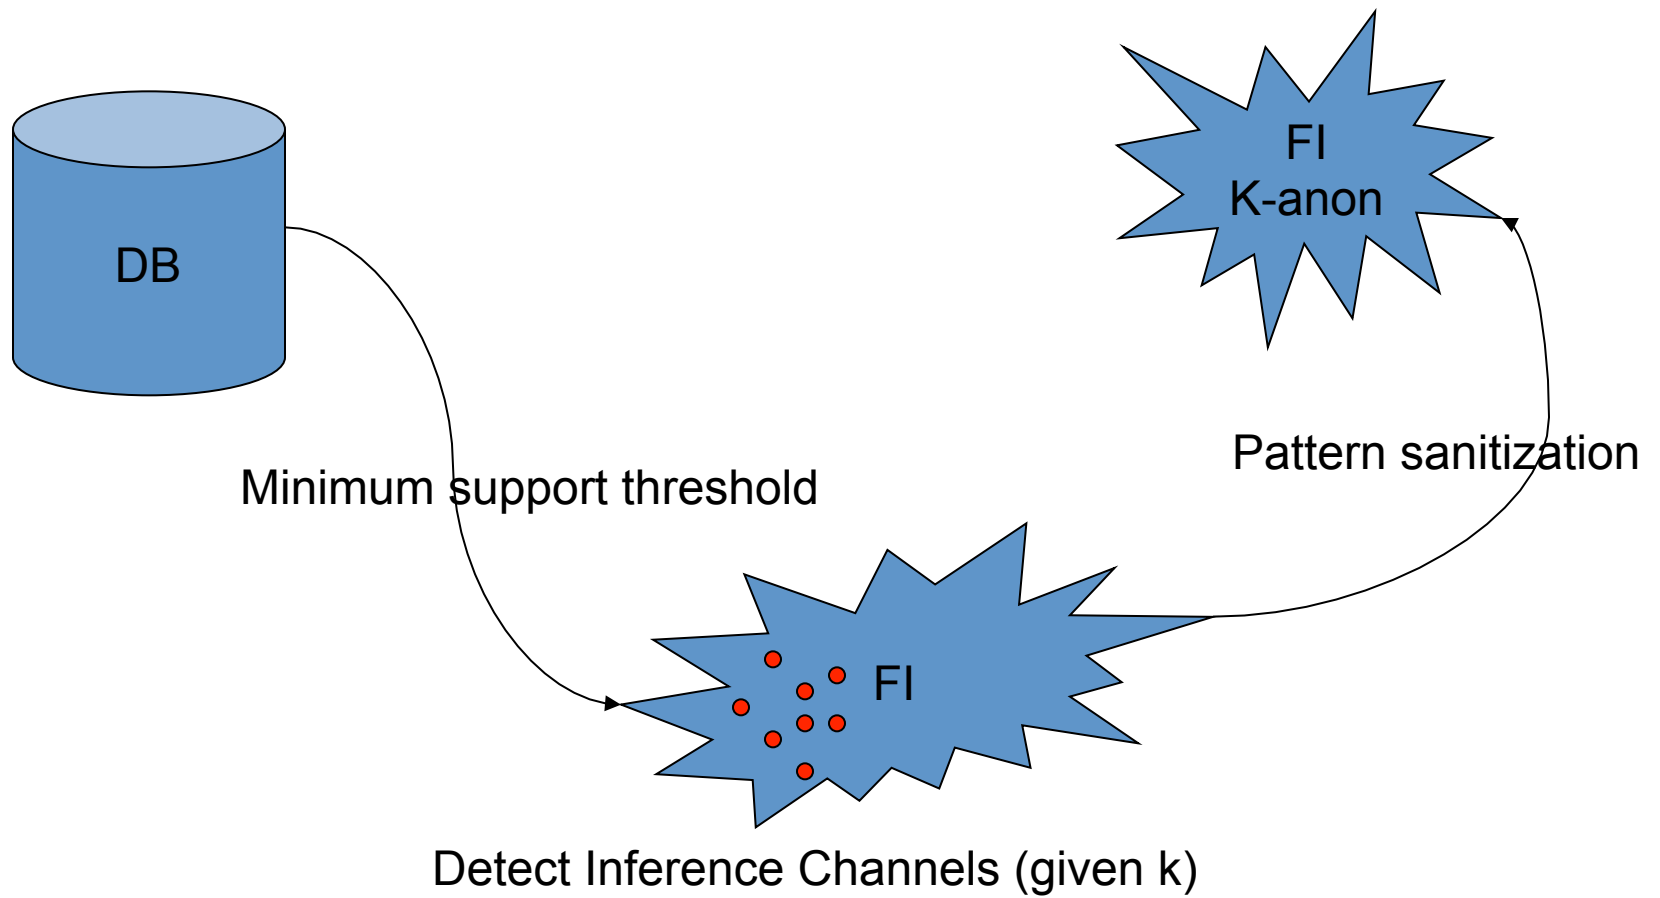 FI
K-anon
DB
Pattern sanitization
Minimum support threshold
FI
Detect Inference Channels (given k)